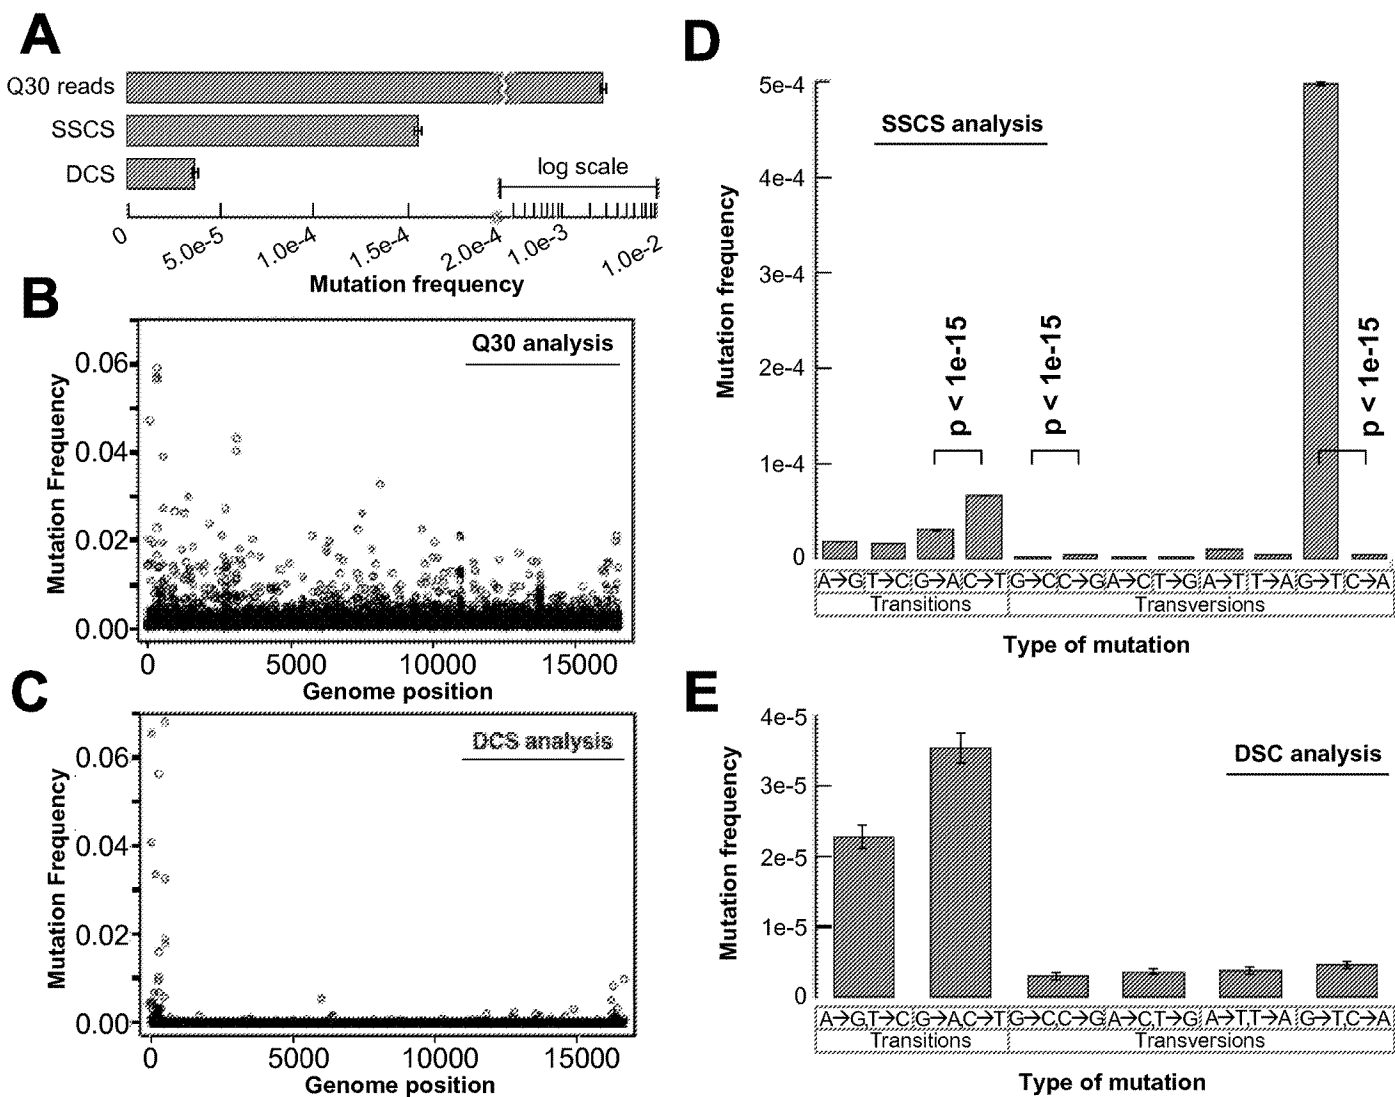 A
Q30 reads
SSCS
DCS
log scale
0 5.0e-5 1.0e-4 1.5e-4 2.0e-4 1.0e-3 1.0e-2
Mutation frequency
B
Q30 analysis
Mutation Frequency
0.06
0.04
0.02
0.00
0 5000 10000 15000
Genome position
C
DCS analysis
Mutation Frequency
0.06
0.04
0.02
0.00
0 5000 10000 15000
Genome position
D
SSCS analysis
Mutation frequency
5e-4
4e-4
3e-4
2e-4
1e-4
0
p < 1e-15
p < 1e-15
p < 1e-15
A→G T→C G→A C→T G→C C→G A→C T→G A→T T→A G→T C→A
Transitions Transversions
Type of mutation
E
DSC analysis
Mutation frequency
4e-5
3e-5
2e-5
1e-5
0
A→G,T→C G→A,C→T G→C,C→G A→C,T→G A→T,T→A G→T,C→A
Transitions Transversions
Type of mutation